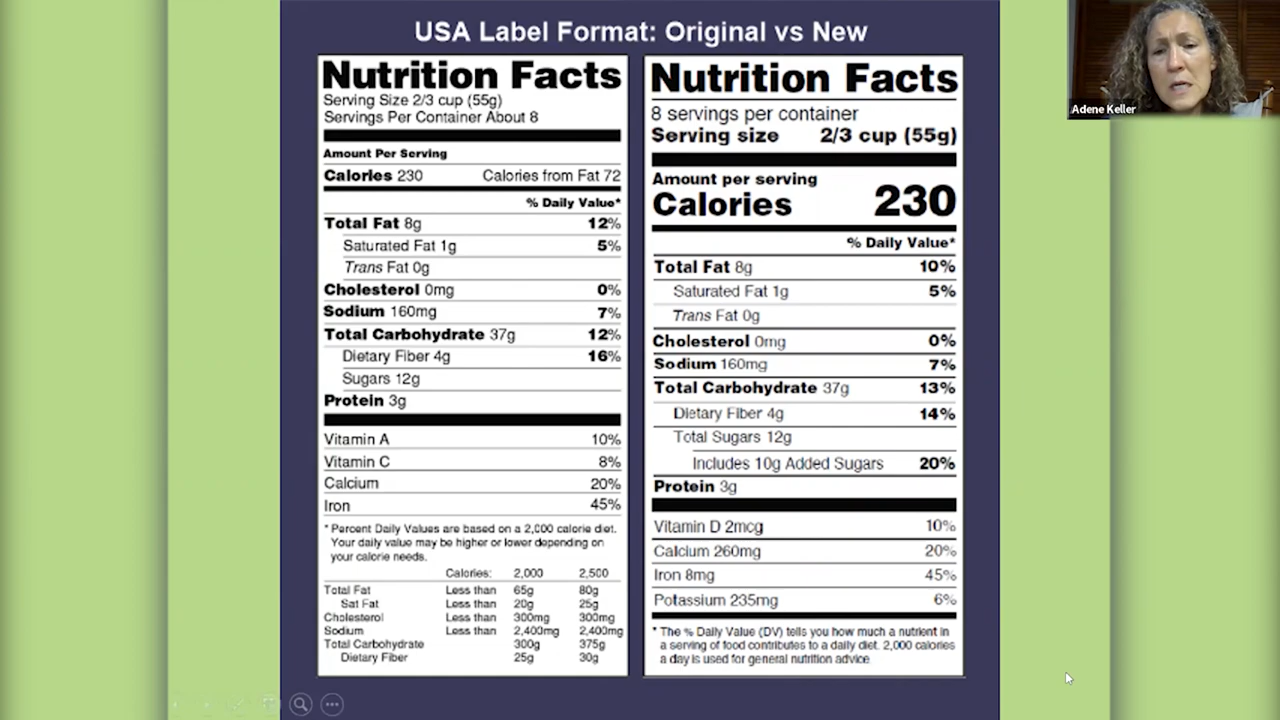 USA Label Format: Original vs New
Nutrition Facts
Serving Size 2/3 cup (55g)
Servings Per Container About 8
Amount Per Serving
Calories 230 Calories from Fat 72
% Daily Value*
Total Fat 8g 12%
Saturated Fat 1g 5%
Trans Fat 0g
Cholesterol 0mg 0%
Sodium 160mg 7%
Total Carbohydrate 37g 12%
Dietary Fiber 4g 16%
Sugars 12g
Protein 3g
Vitamin A 10%
Vitamin C 8%
Calcium 20%
Iron 45%
* Percent Daily Values are based on a 2,000 calorie diet.
Your daily value may be higher or lower depending on
your calorie needs.
Calories: 2,000 2,500
Total Fat Less than 65g 80g
Sat Fat Less than 20g 25g
Cholesterol Less than 300mg 300mg
Sodium Less than 2,400mg 2,400mg
Total Carbohydrate 300g 375g
Dietary Fiber 25g 30g
Nutrition Facts
8 servings per container
Serving size 2/3 cup (55g)
Amount per serving
Calories 230
% Daily Value*
Total Fat 8g 10%
Saturated Fat 1g 5%
Trans Fat 0g
Cholesterol 0mg 0%
Sodium 160mg 7%
Total Carbohydrate 37g 13%
Dietary Fiber 4g 14%
Total Sugars 12g
Includes 10g Added Sugars 20%
Protein 3g
Vitamin D 2mcg 10%
Calcium 260mg 20%
Iron 8mg 45%
Potassium 235mg 6%
* The % Daily Value (DV) tells you how much a nutrient in
a serving of food contributes to a daily diet. 2,000 calories
a day is used for general nutrition advice
Adene Keller